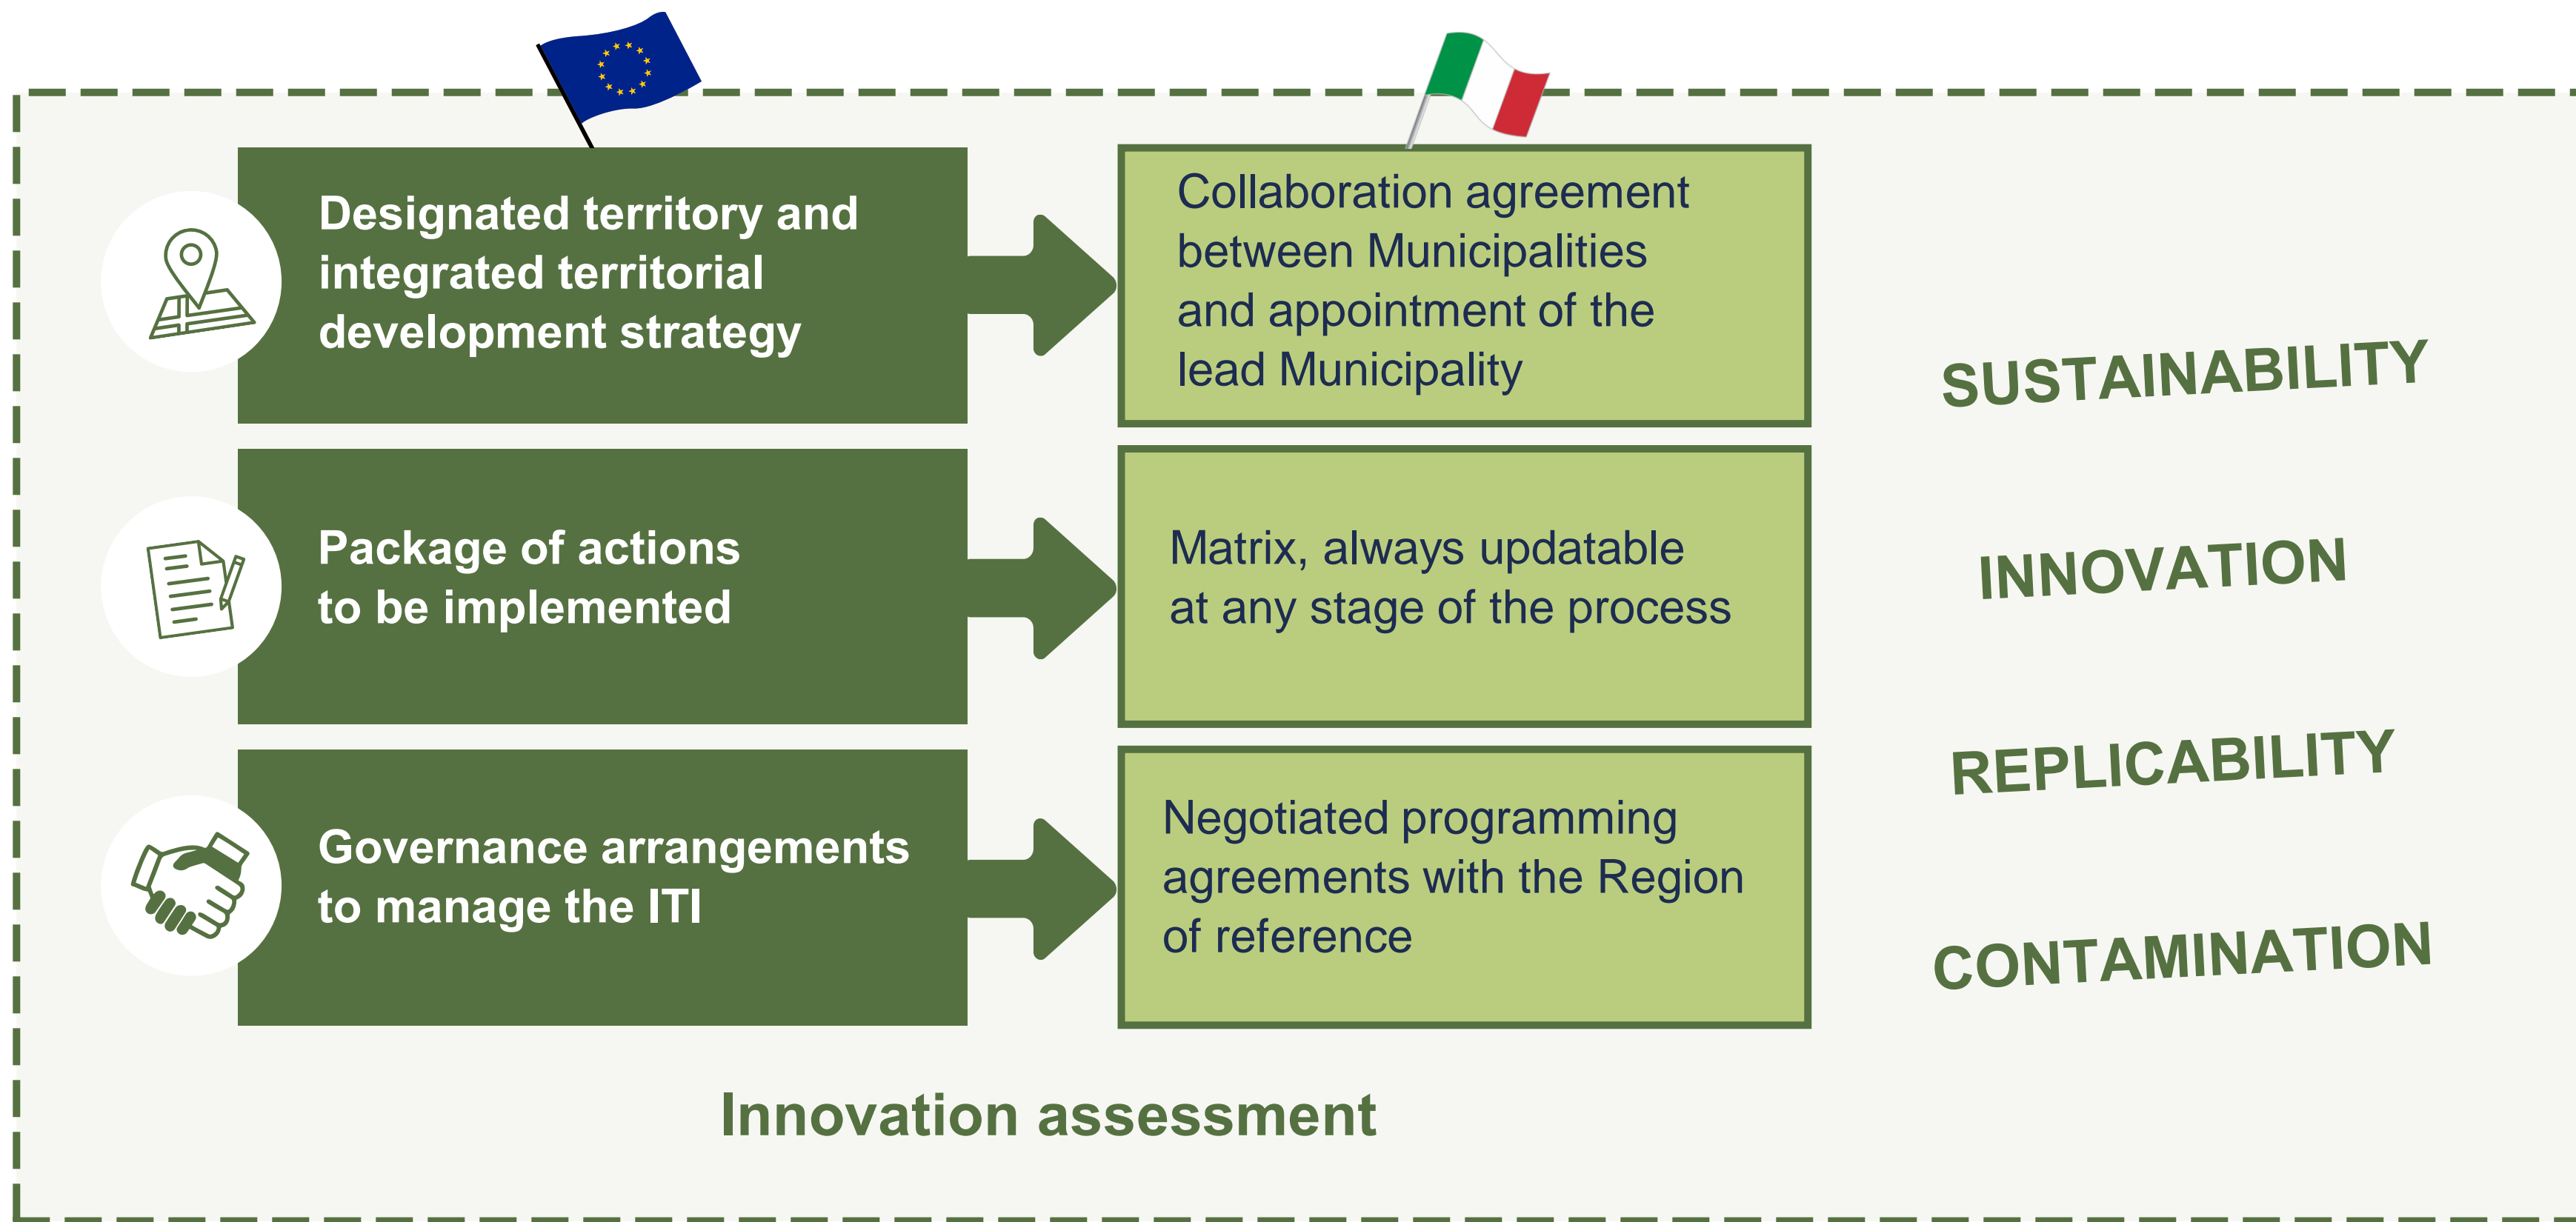 Designated territory and
integrated territorial
development strategy
Collaboration agreement
between Municipalities
and appointment of the
lead Municipality
Package of actions
to be implemented
Matrix, always updatable
at any stage of the process
Governance arrangements
to manage the ITI
Negotiated programming
agreements with the Region
of reference
SUSTAINABILITY
INNOVATION
REPLICABILITY
CONTAMINATION
Innovation assessment